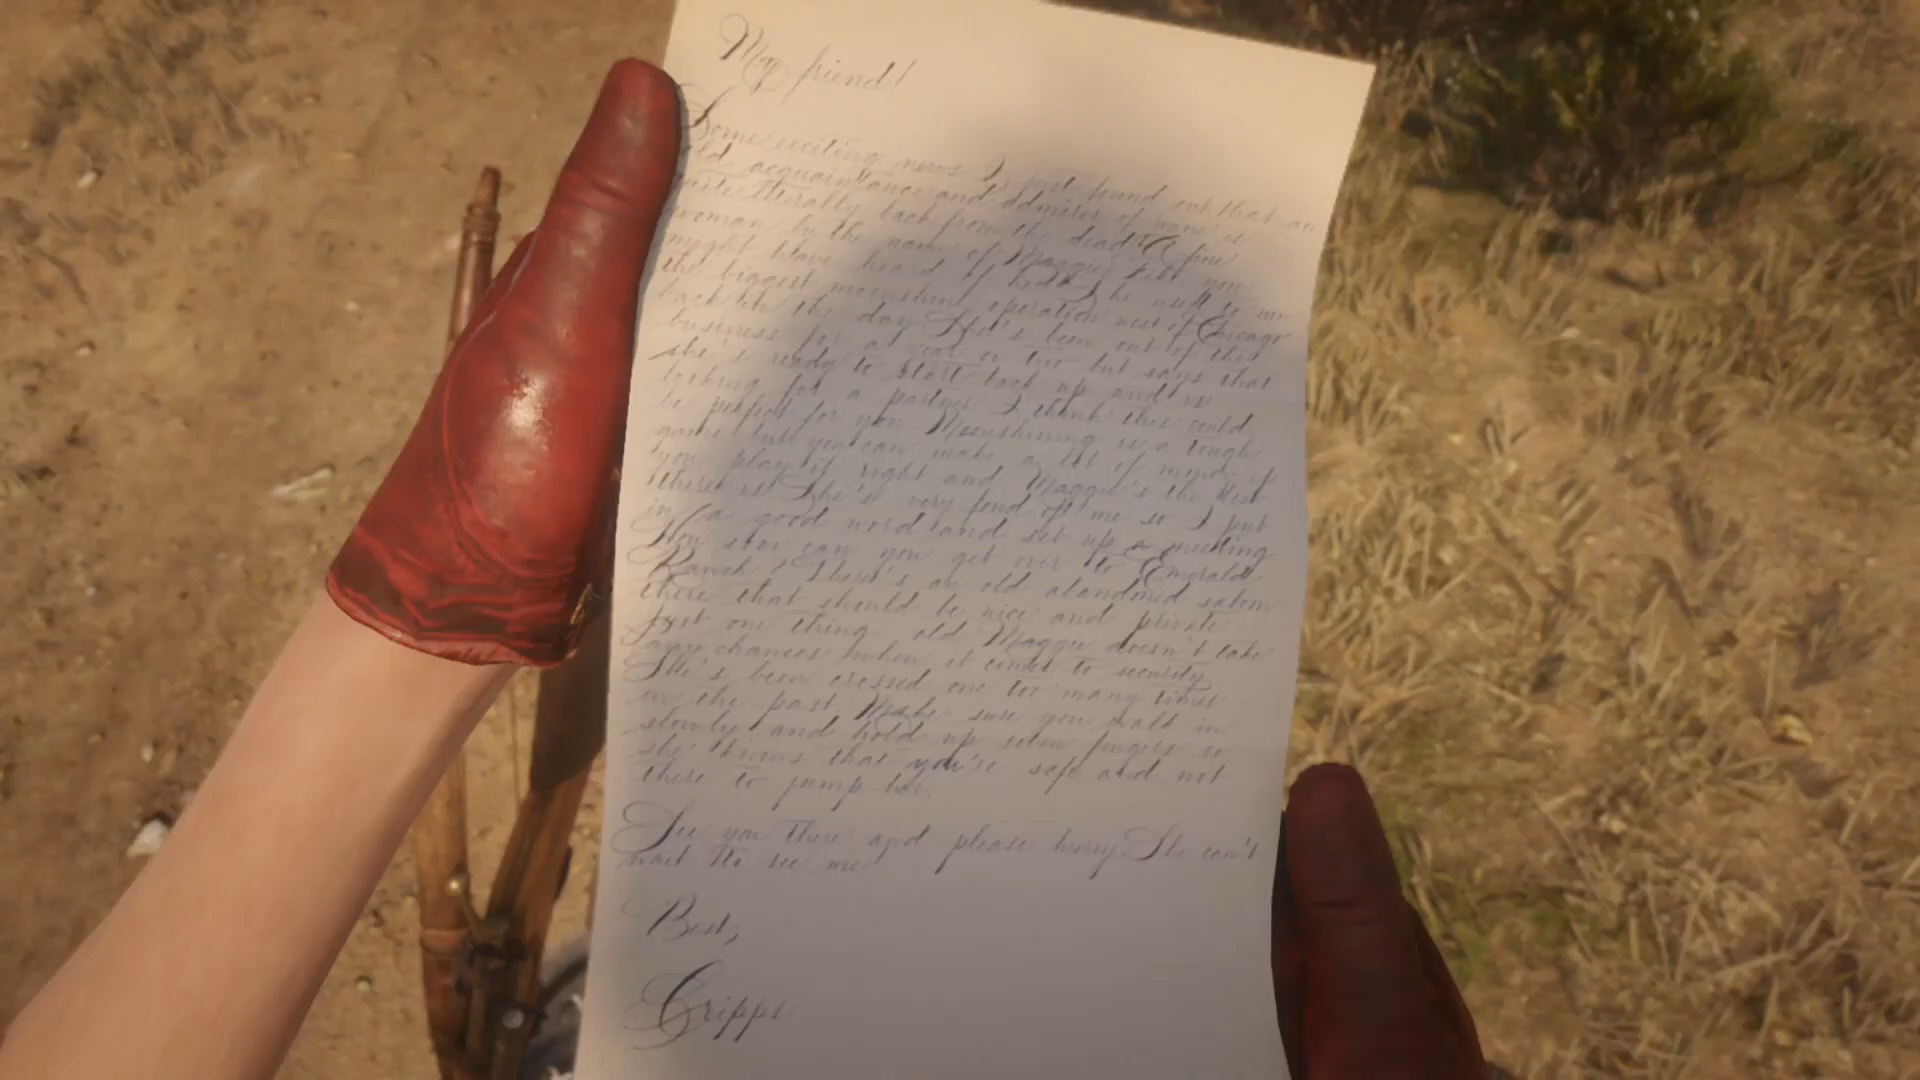 My friend!
Some exciting news I just found out that an
old acquaintance and admirer of mine is
quite literally back from the dead. A fine
woman by the name of Maggie Fike, you
might have heard of her. She used to run
the biggest moonshine operation west of Chicago
back in the day. She's been out of the
business for a year or two but says that
she's ready to start back up and is
looking for a partner. I think this could
be perfect for you. Moonshining is a tough
game but you can make a lot of money if
you play it right and Maggie's the best
there is. She's very fond of me so I put
in a good word and set up a meeting.
How soon can you get over to Emerald
Ranch? There's an old abandoned saloon
there that should be nice and private.
Just one thing... old Maggie doesn't take
any chances when it comes to security.
She's been crossed one too many times
in the past. Make sure you walk in
slowly and hold up seven fingers so
she knows that you're safe and not
there to jump her.
See you there and please hurry. She can't
wait to see me!
Best,
Cripps